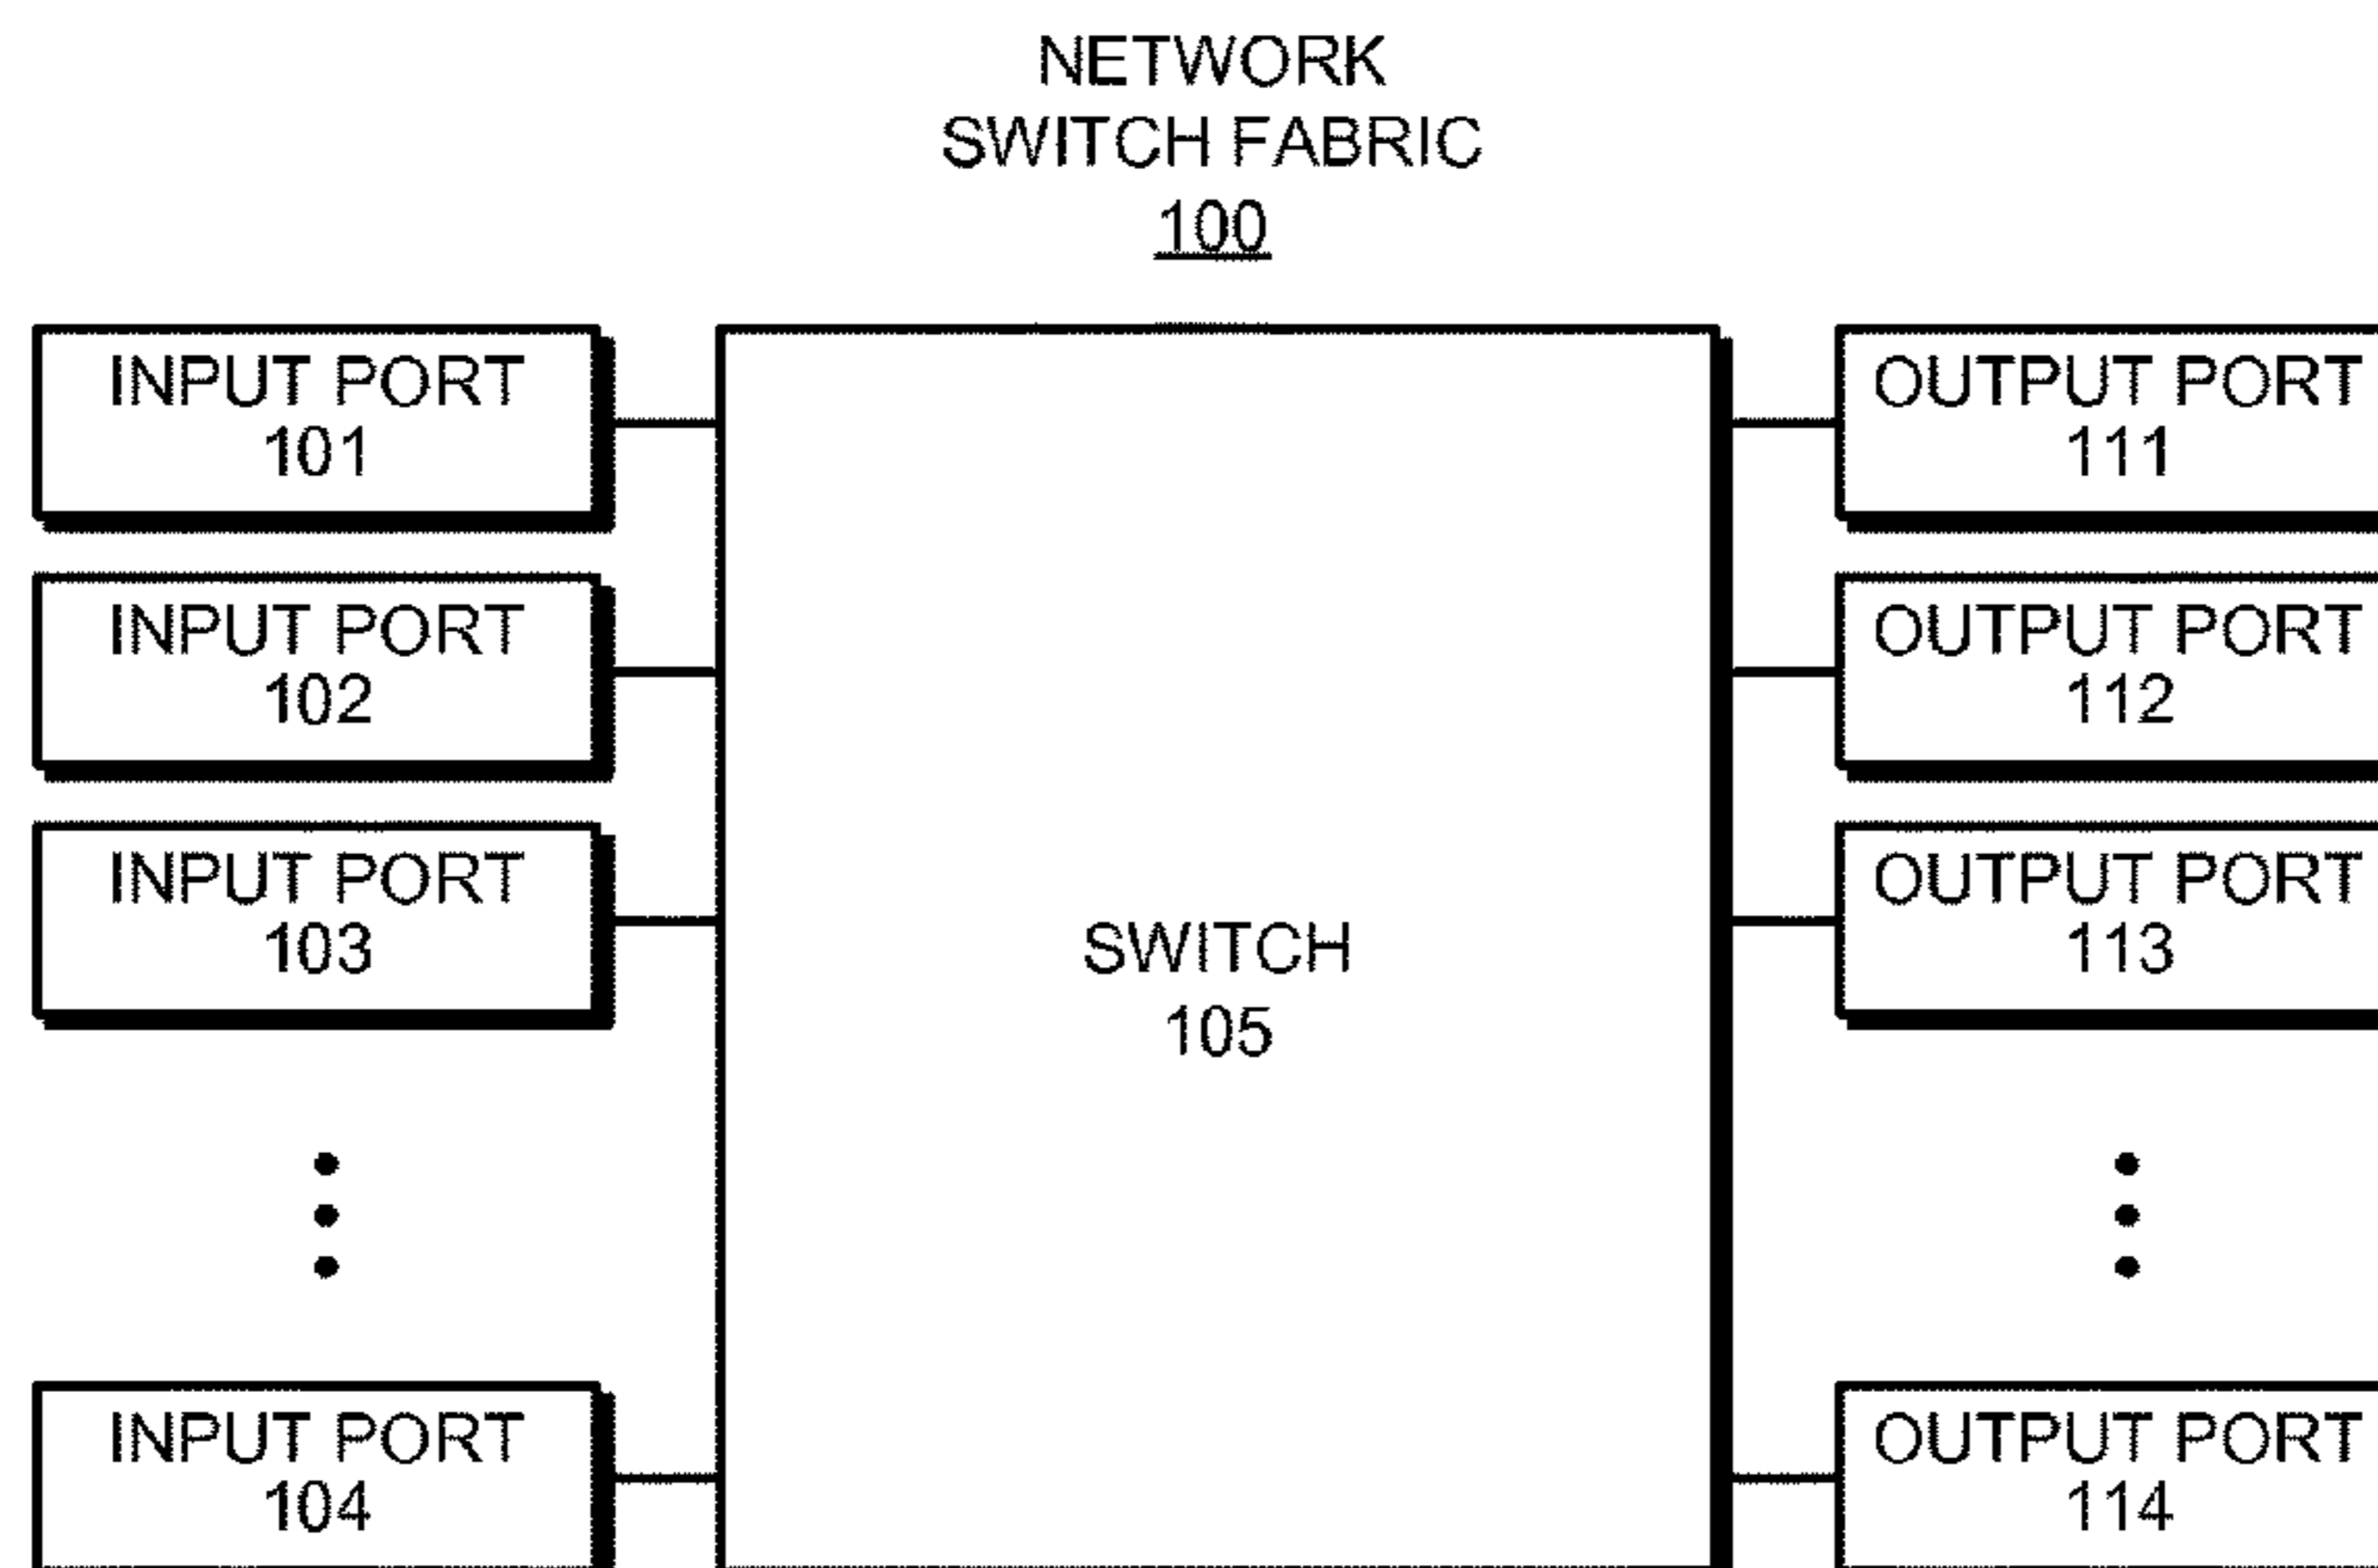 NETWORK
SWITCH FABRIC
100
INPUT PORT
101
INPUT PORT
102
INPUT PORT
103
INPUT PORT
104
SWITCH
105
OUTPUT PORT
111
OUTPUT PORT
112
OUTPUT PORT
113
OUTPUT PORT
114